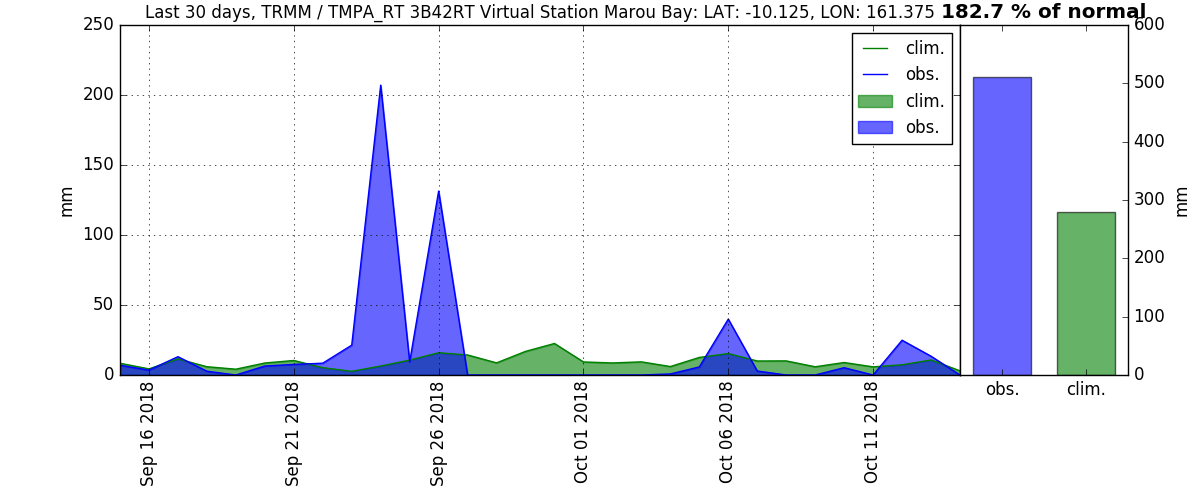 Last 30 days, TRMM / TMPA_RT 3B42RT Virtual Station Marou Bay: LAT: -10.125, LON: 161.375 182.7 % of normal
250
200
150
100
50
0
mm
clim.
obs.
clim.
obs.
600
500
400
300
200
100
0
mm
obs. clim.
Sep 16 2018
Sep 21 2018
Sep 26 2018
Oct 01 2018
Oct 06 2018
Oct 11 2018